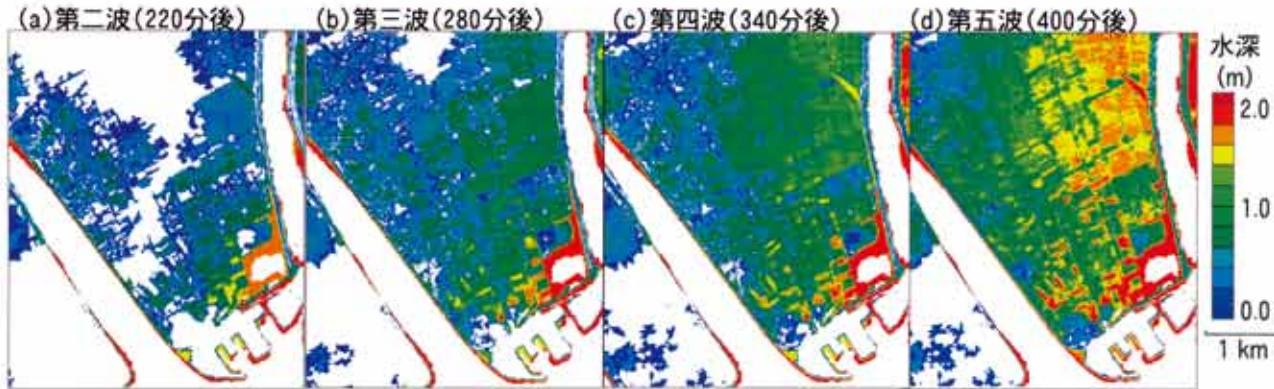 (a)第二波(220分後)
(b)第三波(280分後)
(c)第四波(340分後)
(d)第五波(400分後)
水深
(m)
2.0
1.0
0.0
1 km